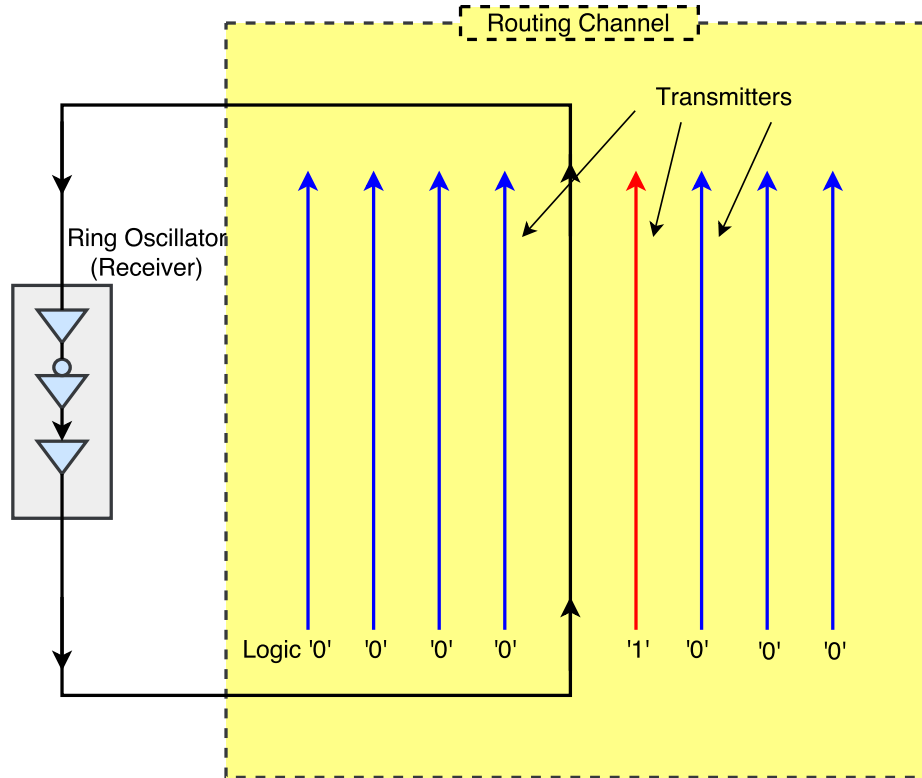 Routing Channel
Transmitters
Ring Oscillator
(Receiver)
Logic '0' '0' '0' '0' '1' '0' '0' '0'